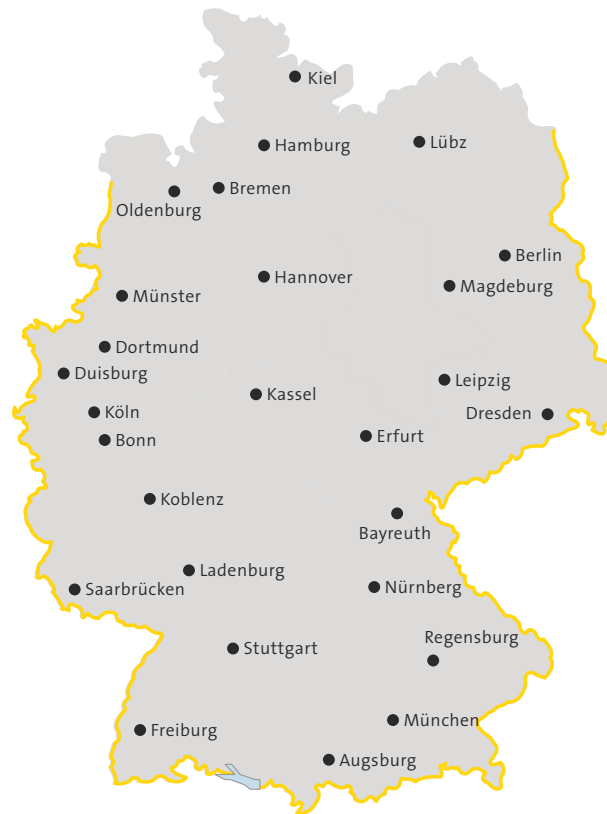 Kiel
Hamburg
Lübz
Bremen
Oldenburg
Berlin
Hannover
Magdeburg
Münster
Dortmund
Duisburg
Leipzig
Kassel
Köln
Dresden
Erfurt
Bonn
Koblenz
Bayreuth
Ladenburg
Saarbrücken
Nürnberg
Regensburg
Stuttgart
München
Freiburg
Augsburg